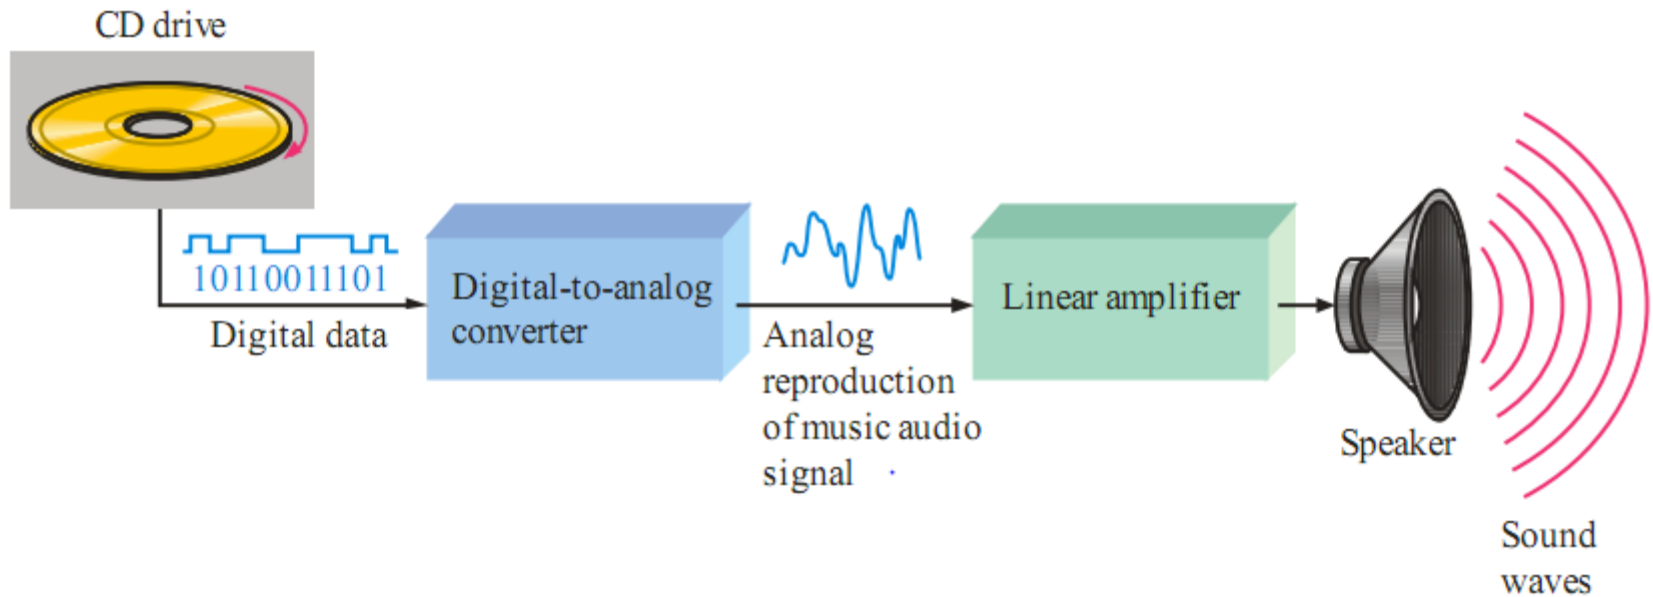 CD drive
10110011101
Digital data
Digital-to-analog
converter
Analog
reproduction
of music audio
signal
Linear amplifier
Speaker
Sound
waves